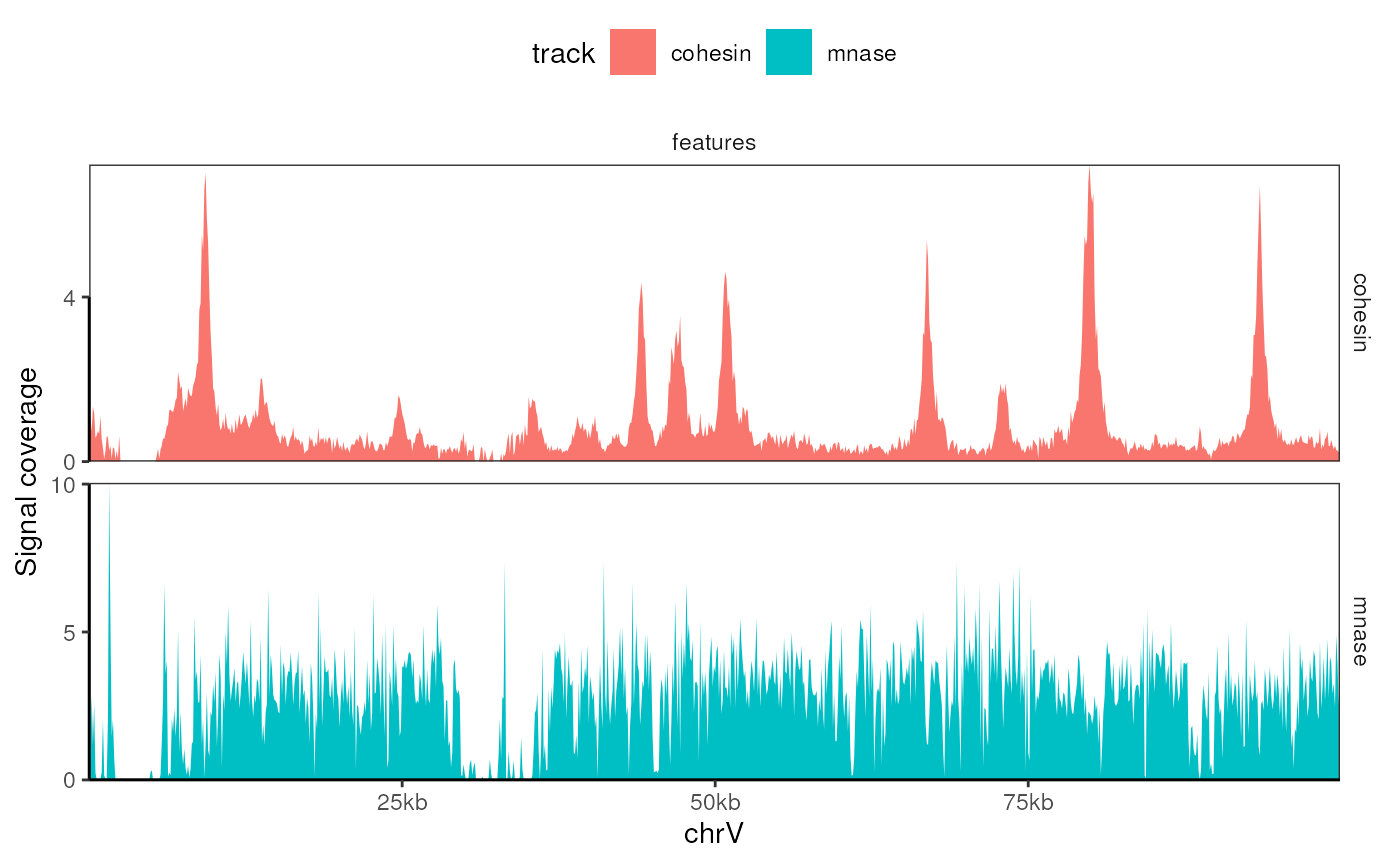 track cohesin mnase
features
4
0
cohesin
Signal coverage
10
5
0
mnase
25kb 50kb 75kb
chrV